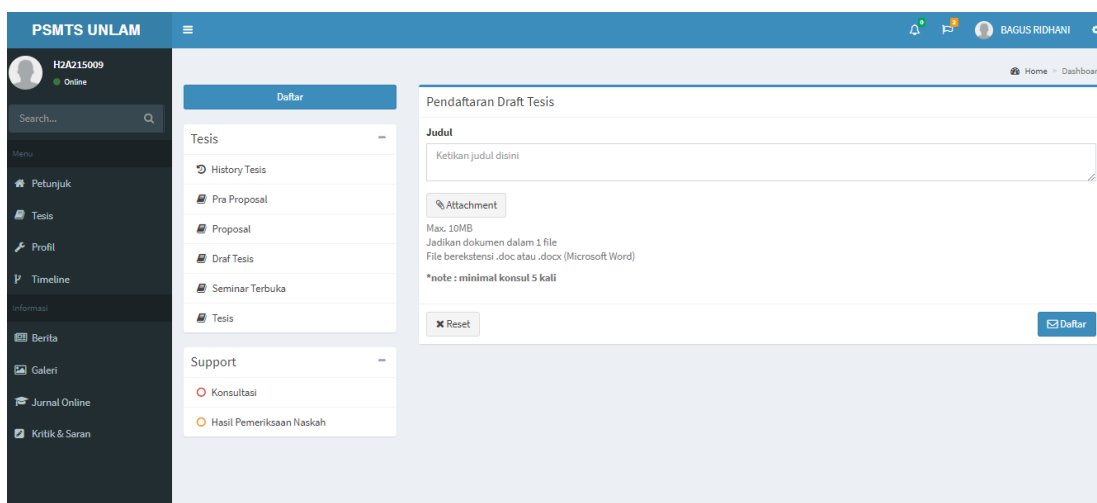 PSMTS UNLAM
0
2
BAGUS RIDHANI
H2A215009
Online
Search...
Menu
Petunjuk
Tesis
Profil
Timeline
Informasi
Berita
Galeri
Jurnal Online
Kritik & Saran
Home > Dashboar
Daftar
Tesis
History Tesis
Pra Proposal
Proposal
Draf Tesis
Seminar Terbuka
Tesis
Support
Konsultasi
Hasil Pemeriksaan Naskah
Pendaftaran Draft Tesis
Judul
Ketikan judul disini
Attachment
Max. 10MB
Jadikan dokumen dalam 1 file
File berekstensi .doc atau .docx (Microsoft Word)
*note : minimal konsul 5 kali
Reset
Daftar